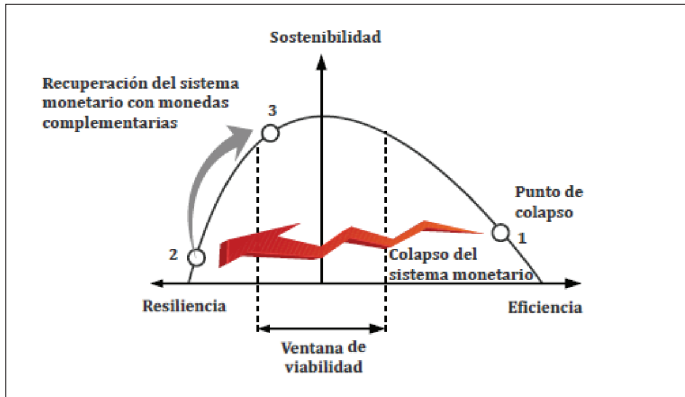 Sostenibilidad
Recuperación del sistema
monetario con monedas
complementarias
3
Punto de
colapso
1
2
Colapso del
sistema monetario
Resiliencia
Eficiencia
Ventana de
viabilidad